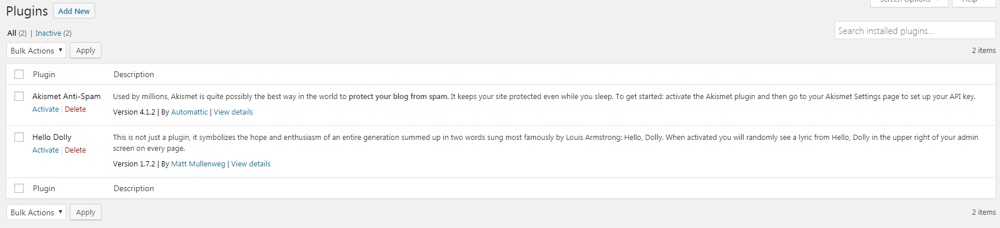 Screen Options ▼ Help ▼
Plugins Add New
All (2) | Inactive (2)
Search installed plugins...
Bulk Actions ▼ Apply 2 items
Plugin Description
Akismet Anti-Spam Used by millions, Akismet is quite possibly the best way in the world to protect your blog from spam. It keeps your site protected even while you sleep. To get started: activate the Akismet plugin and then go to your Akismet Settings page to set up your API key.
Activate | Delete Version 4.1.2 | By Automattic | View details
Hello Dolly This is not just a plugin, it symbolizes the hope and enthusiasm of an entire generation summed up in two words sung most famously by Louis Armstrong: Hello, Dolly. When activated you will randomly see a lyric from Hello, Dolly in the upper right of your admin
Activate | Delete screen on every page.
Version 1.7.2 | By Matt Mullenweg | View details
Plugin Description
Bulk Actions ▼ Apply 2 items